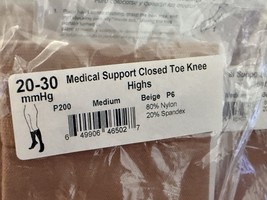 20-30
mmHg
Medical Support Closed Toe Knee
Highs
P200 Medium Beige P6
80% Nylon
20% Spandex
6 49906 46502 7